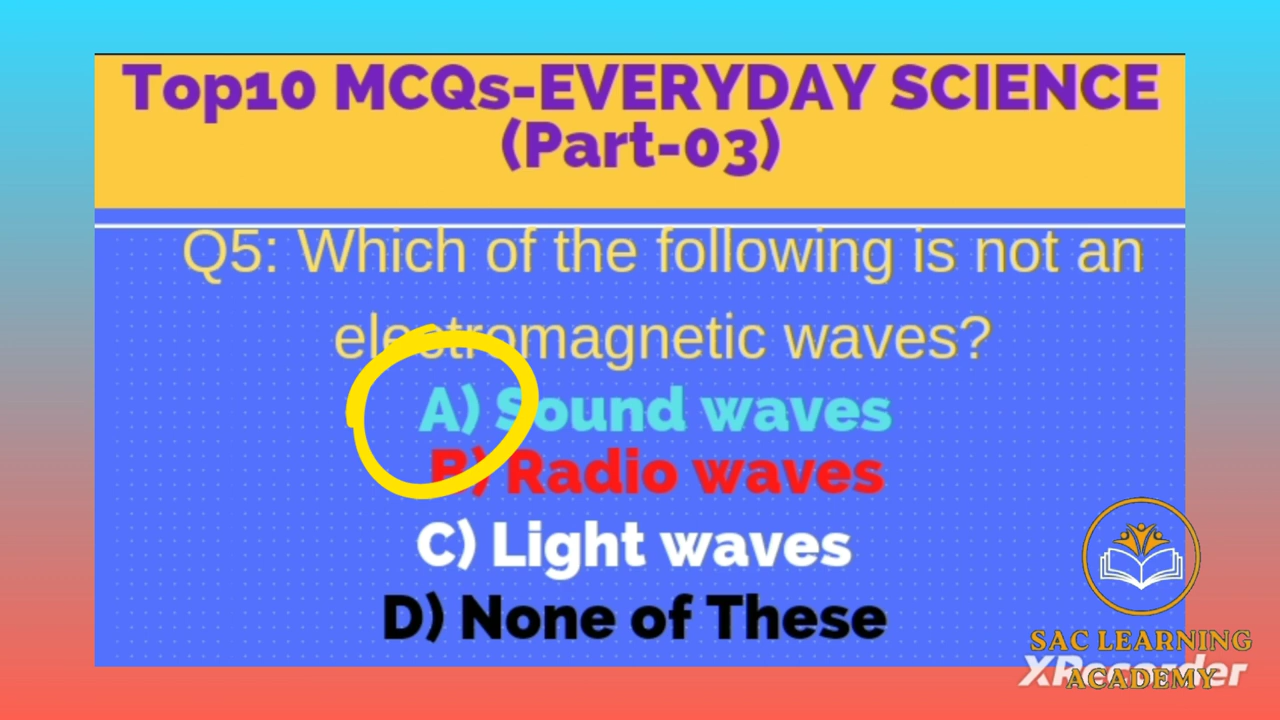 Top10 MCQs-EVERYDAY SCIENCE
(Part-03)
Q5: Which of the following is not an
electromagnetic waves?
A) Sound waves
B) Radio waves
C) Light waves
D) None of These
SAC LEARNING
ACADEMY
XRecorder